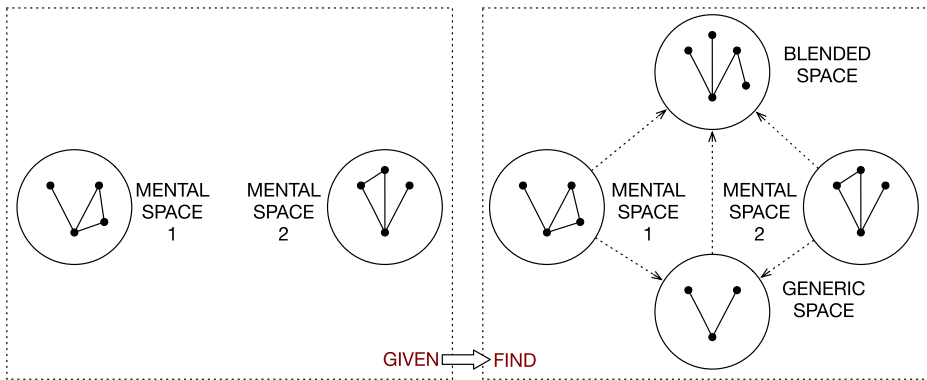 MENTAL
SPACE
1
MENTAL
SPACE
2
GIVEN
BLENDED
SPACE
MENTAL
SPACE
1
MENTAL
SPACE
2
GENERIC
SPACE
FIND